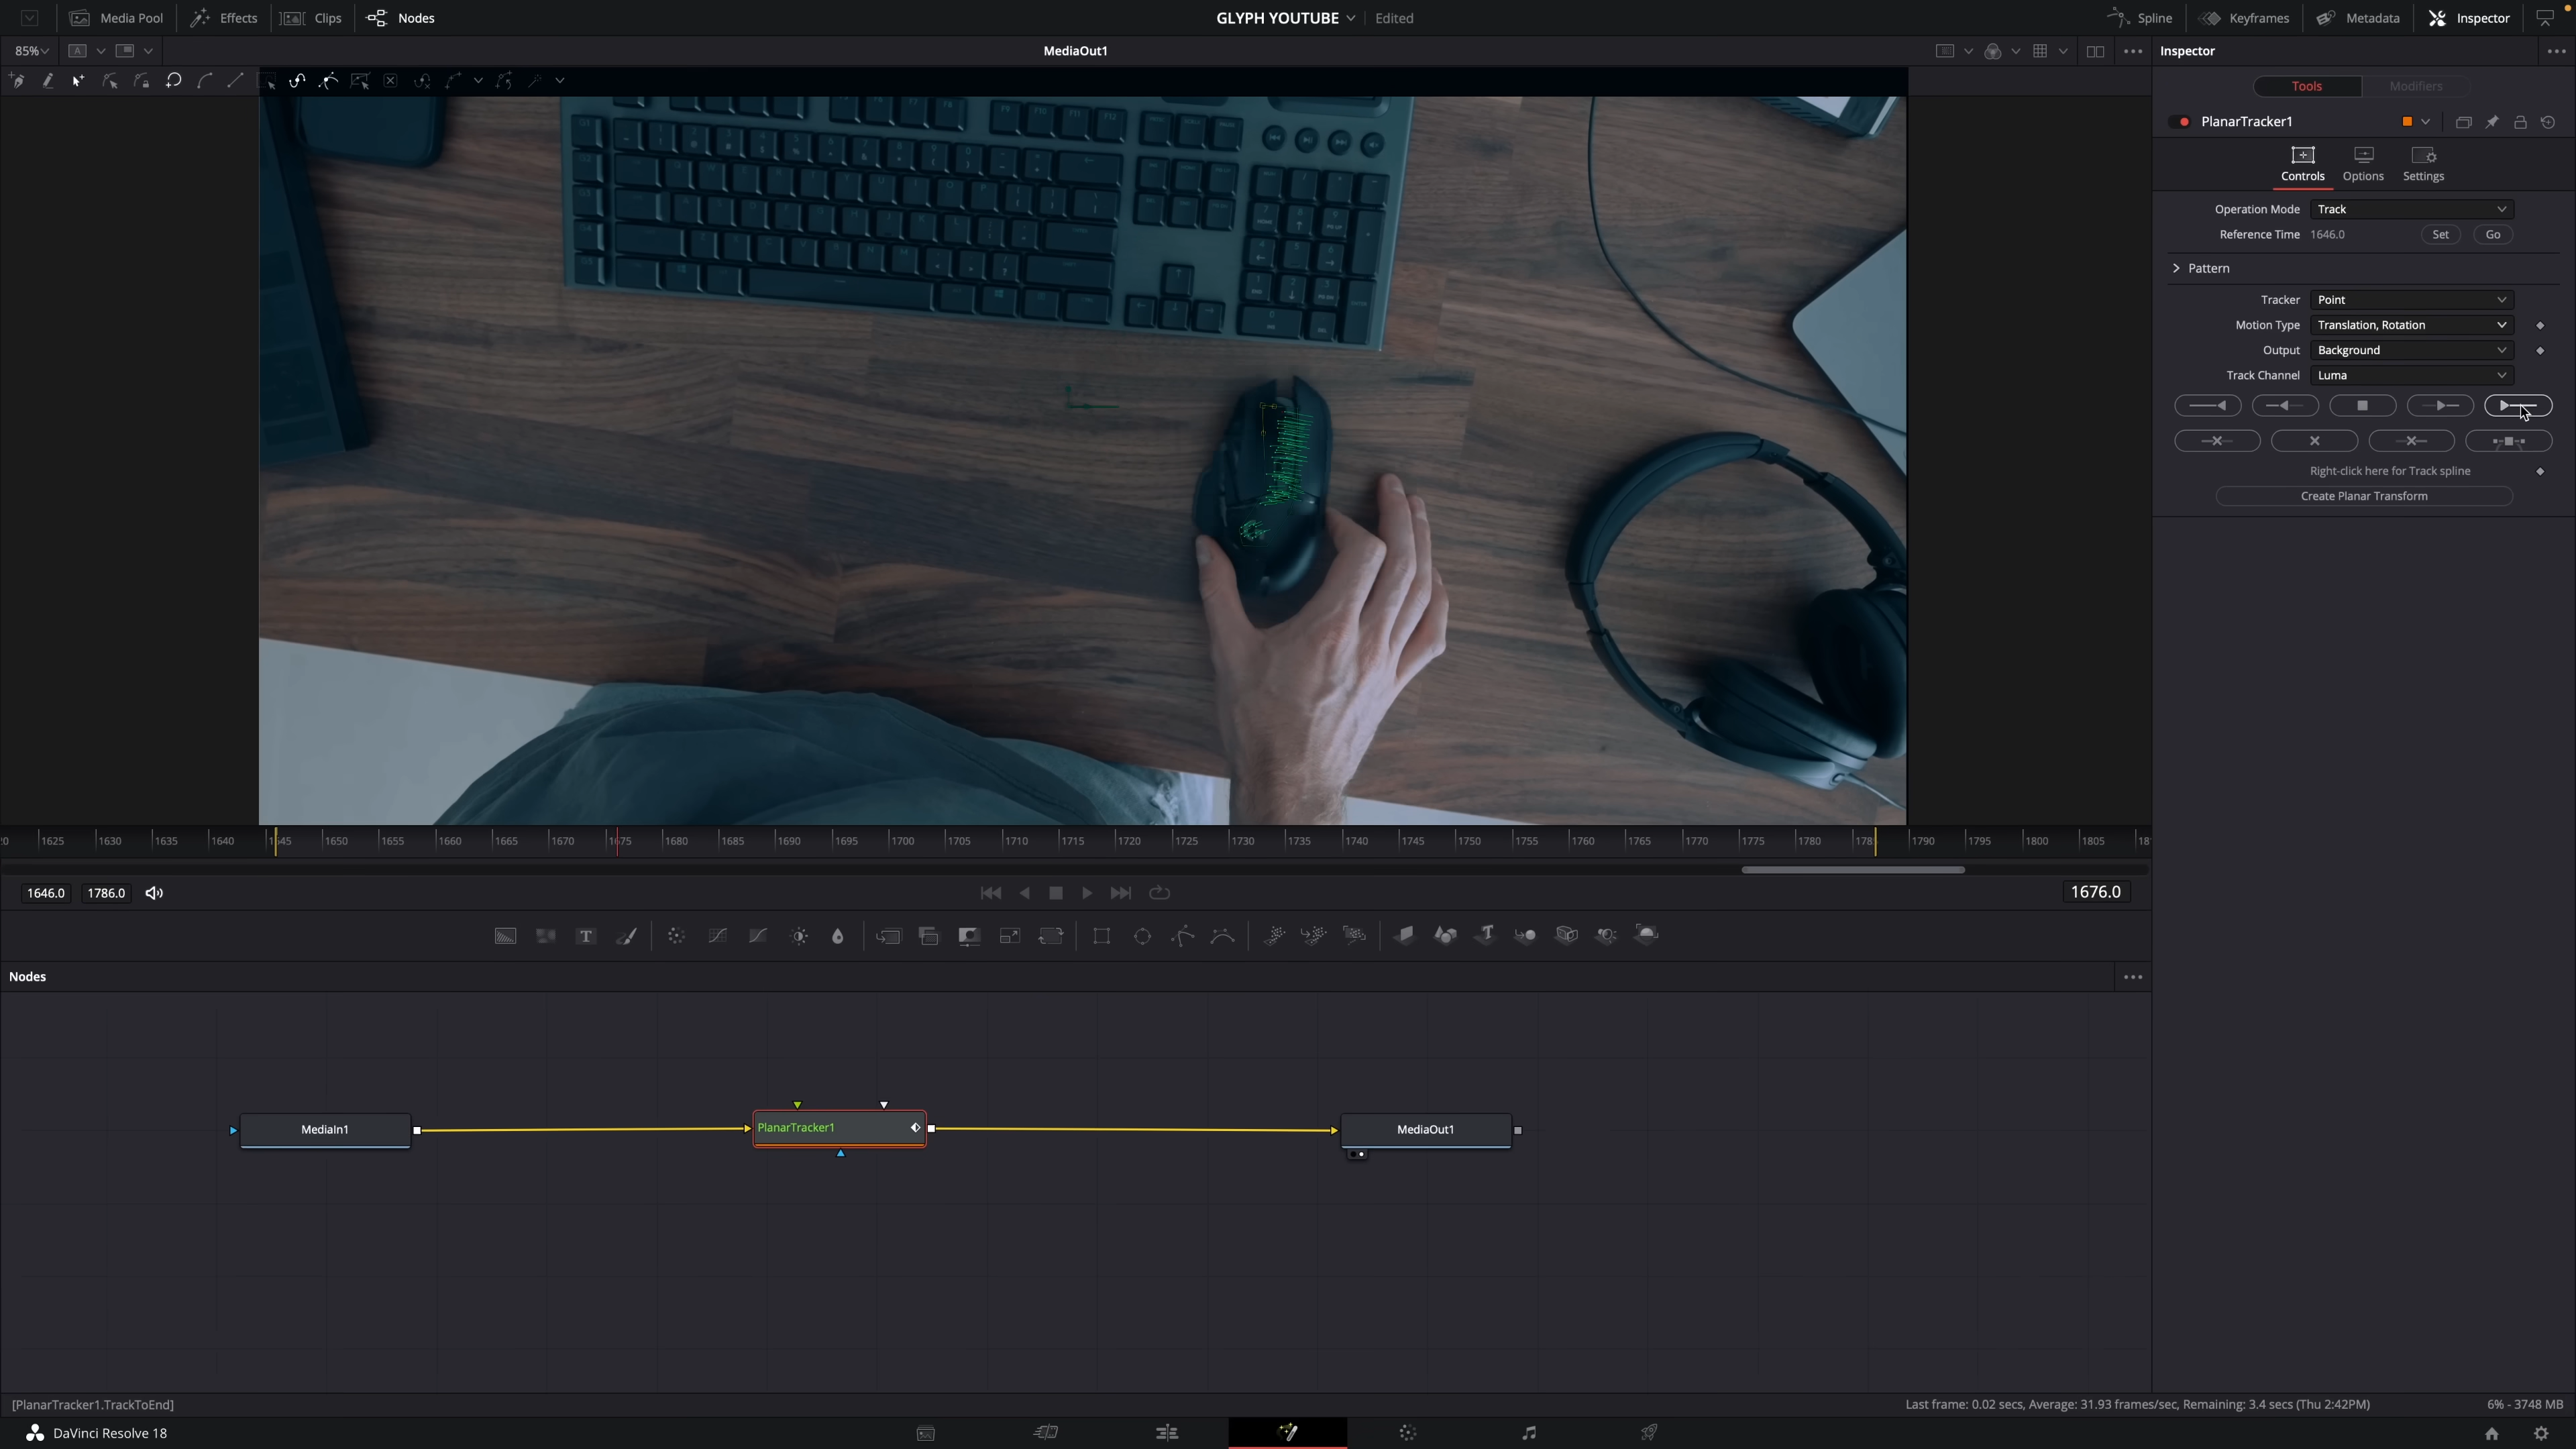 Media Pool Effects Clips Nodes GLYPH YOUTUBE Edited Spline Keyframes Metadata Inspector
85% A MediaOut1 Inspector
Tools Modifiers
PlanarTracker1
Controls Options Settings
Operation Mode Track
Reference Time 1646.0 Set Go
Pattern
Tracker Point
Motion Type Translation, Rotation
Output Background
Track Channel Luma
Right-click here for Track spline
Create Planar Transform
1625 1630 1635 1640 1645 1650 1655 1660 1665 1670 1675 1680 1685 1690 1695 1700 1705 1710 1715 1720 1725 1730 1735 1740 1745 1750 1755 1760 1765 1770 1775 1780 178 1790 1795 1800 1805 18
1646.0 1786.0 1676.0
T
Nodes
MediaIn1 PlanarTracker1 MediaOut1
[PlanarTracker1.TrackToEnd] Last frame: 0.02 secs, Average: 31.93 frames/sec, Remaining: 3.4 secs (Thu 2:42PM) 6% - 3748 MB
DaVinci Resolve 18